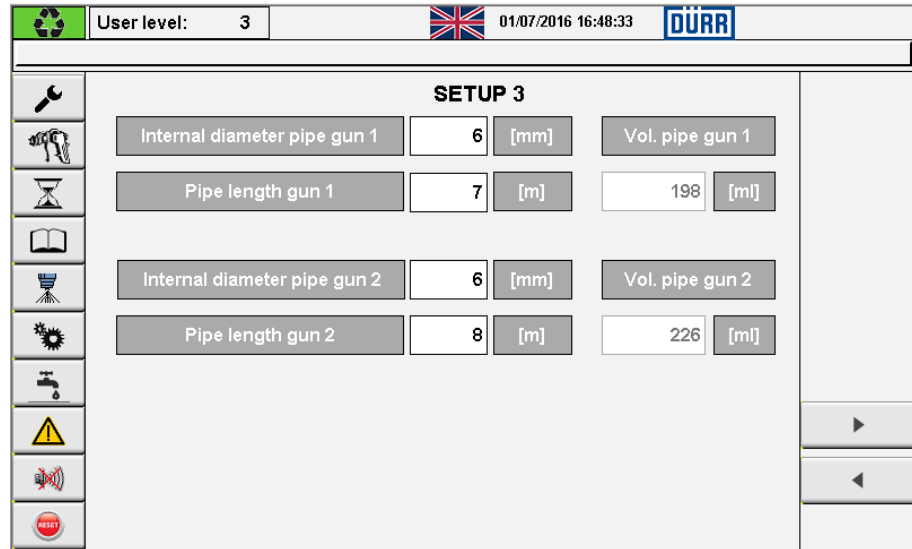 User level: 3 01/07/2016 16:48:33 DÜRR
SETUP 3
Internal diameter pipe gun 1 6 [mm] Vol. pipe gun 1
Pipe length gun 1 7 [m] 198 [ml]
Internal diameter pipe gun 2 6 [mm] Vol. pipe gun 2
Pipe length gun 2 8 [m] 226 [ml]
RESET